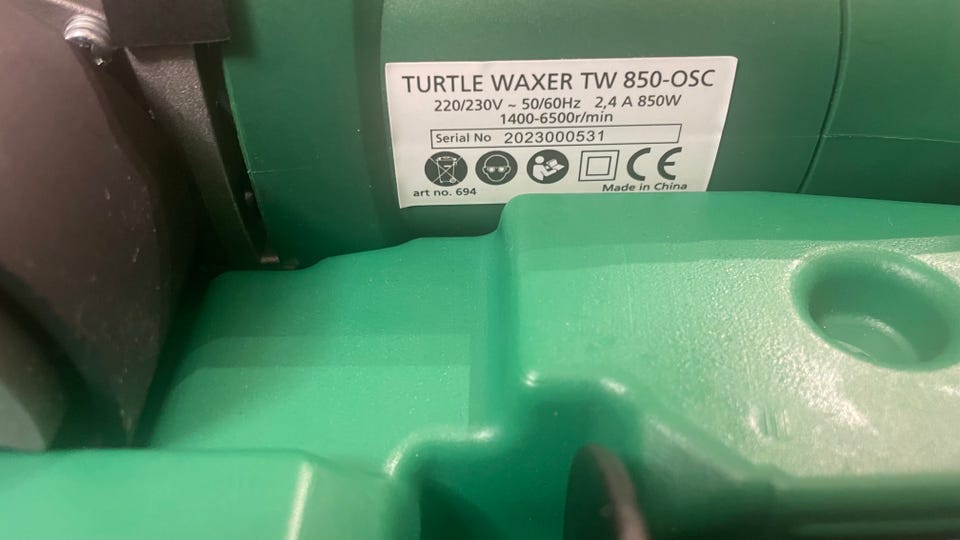 TURTLE WAXER TW 850-OSC
220/230V ~ 50/60Hz 2,4 A 850W
1400-6500r/min
Serial No 2023000531
CE
art no. 694
Made in China